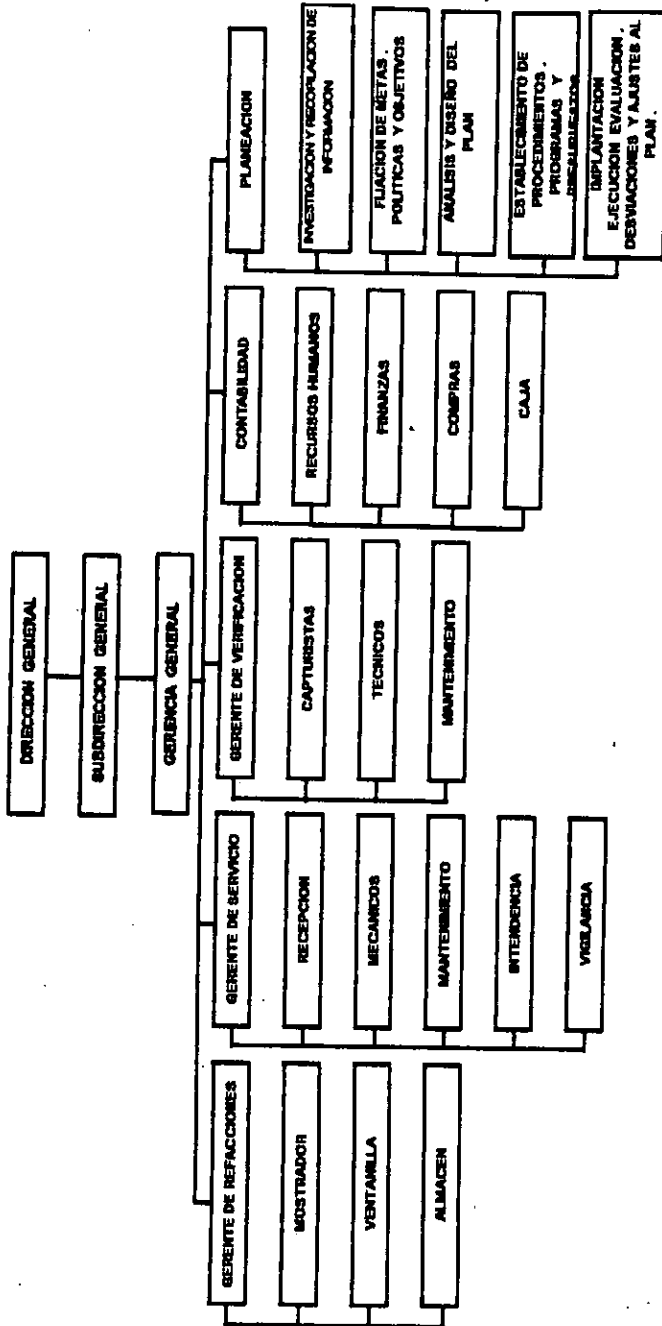 DIRECCION GENERAL
SUBDIRECCION GENERAL
GERENCIA GENERAL
GERENTE DE REFACCIONES
MOSTRADOR
VENTANILLA
ALMACEN
GERENTE DE SERVICIO
RECEPCION
MECANICOS
MANTENIMIENTO
INTENDENCIA
VIGILANCIA
GERENTE DE VERIFICACION
CAPTURISTAS
TECNICOS
MANTENIMIENTO
CONTABILIDAD
RECURSOS HUMANOS
FINANZAS
COMPRAS
CAJA
PLANEACION
INVESTIGACION Y RECOPILACION DE
INFORMACION
FIJACION DE METAS .
POLITICAS Y OBJETIVOS
ANALISIS Y DISEÑO DEL
PLAN
ESTABLECIMIENTO DE
PROCEDIMIENTOS .
PROGRAMAS Y
IMPLANTACION
EJECUCION EVALUACION .
DESVIACIONES Y AJUSTES AL
PLAN .